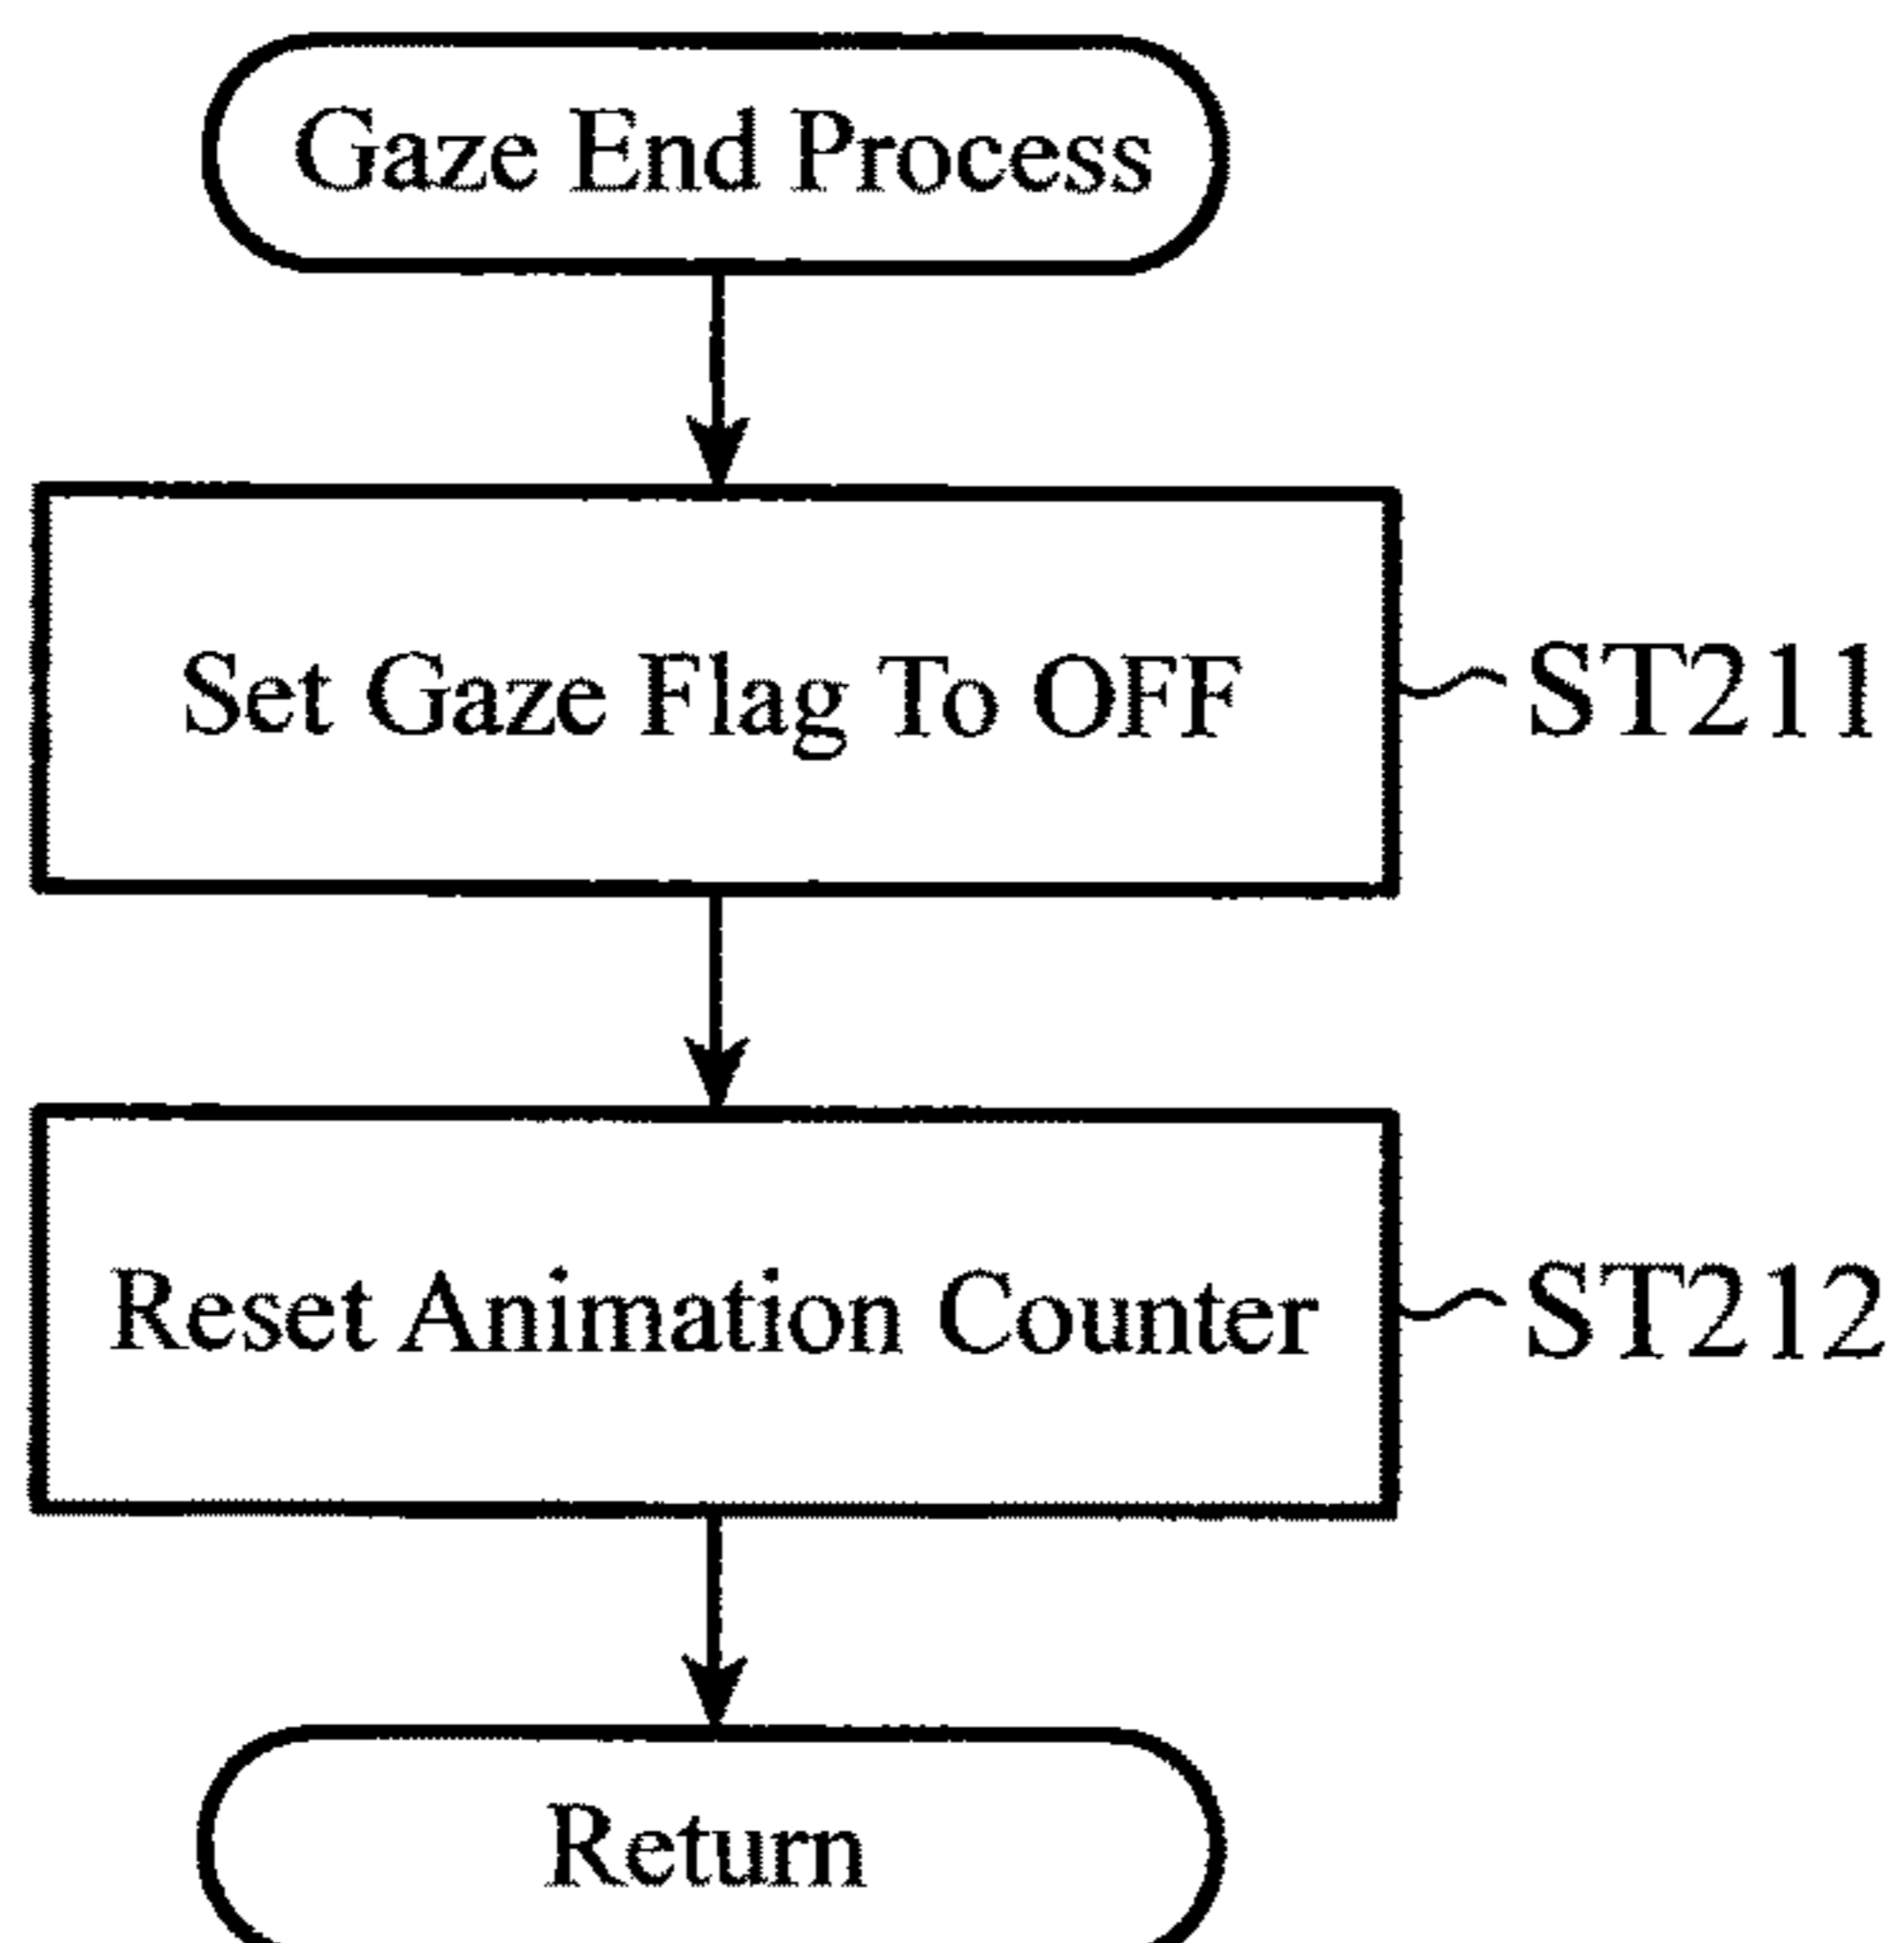 Gaze End Process
Set Gaze Flag To OFF
ST211
Reset Animation Counter
ST212
Return